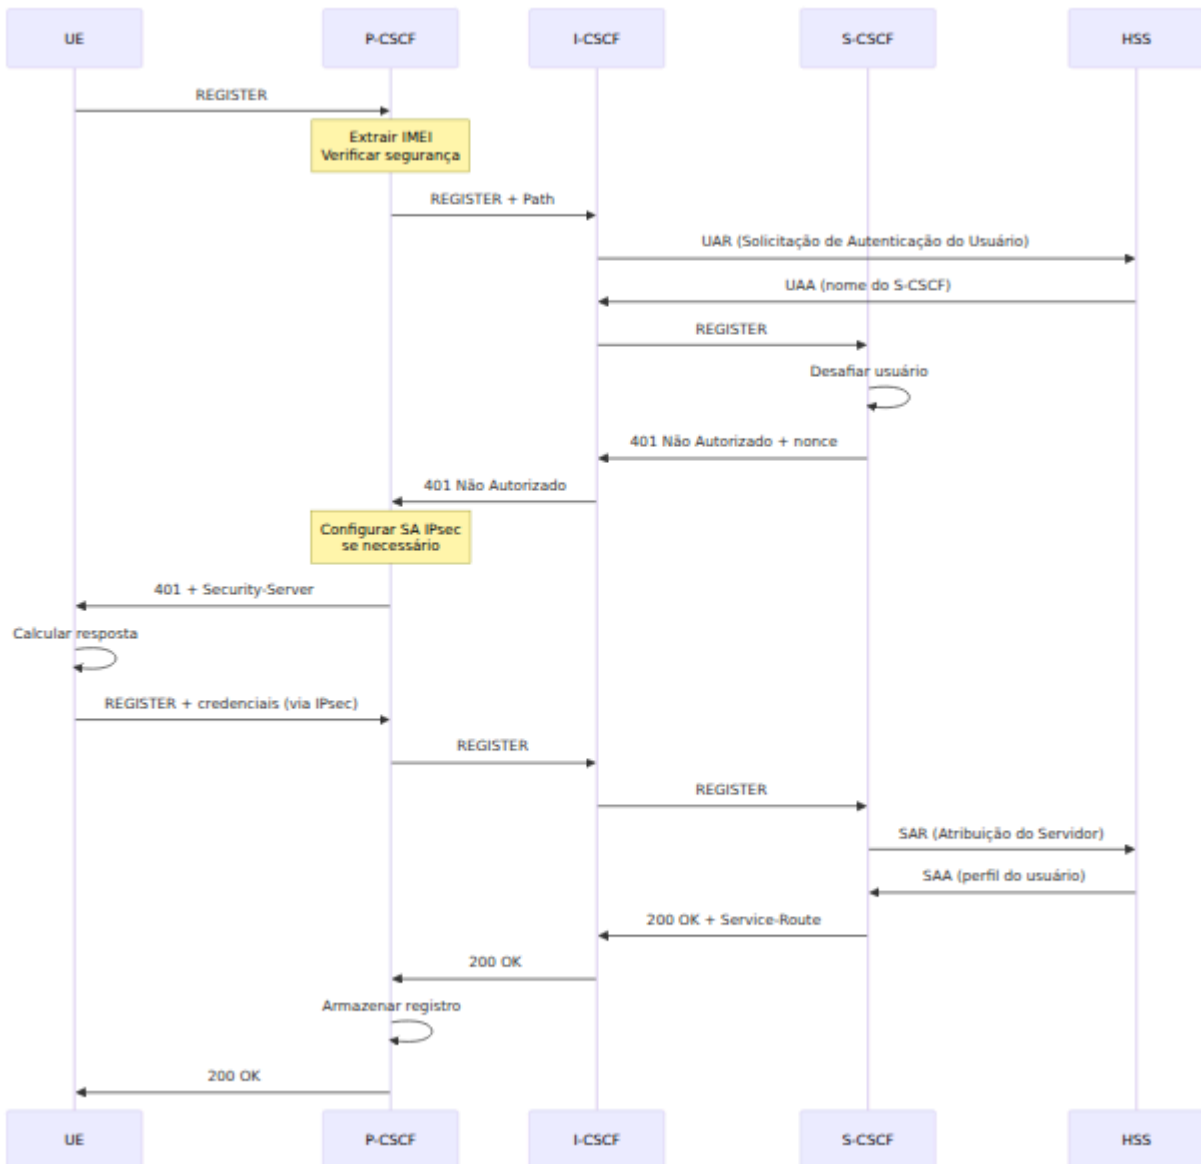 UE P-CSCF I-CSCF S-CSCF HSS
REGISTER
Extrair IMEI
Verificar segurança
REGISTER + Path
UAR (Solicitação de Autenticação do Usuário)
UAA (nome do S-CSCF)
REGISTER
Desafiar usuário
401 Não Autorizado + nonce
401 Não Autorizado
Configurar SA IPsec
se necessário
401 + Security-Server
Calcular resposta
REGISTER + credenciais (via IPsec)
REGISTER
REGISTER
SAR (Atribuição do Servidor)
SAA (perfil do usuário)
200 OK + Service-Route
200 OK
Armazenar registro
200 OK
UE P-CSCF I-CSCF S-CSCF HSS